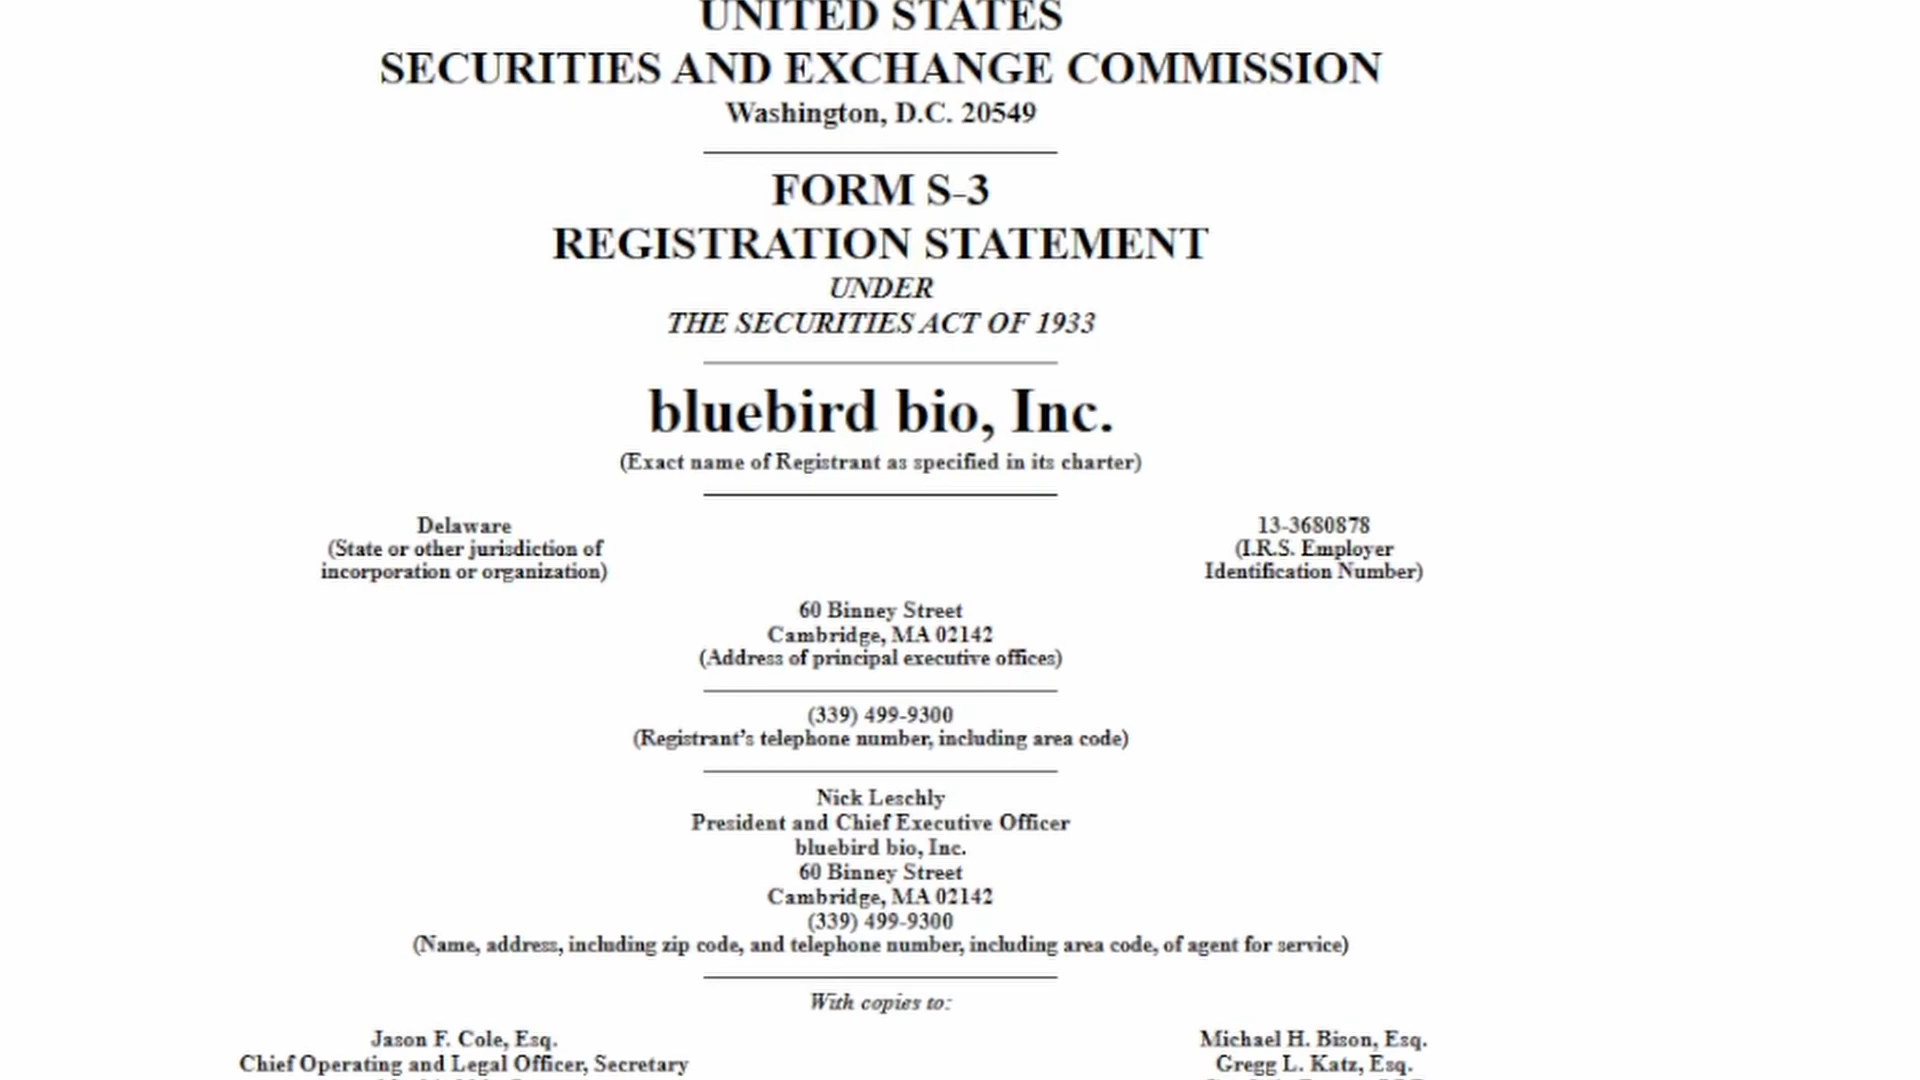 UNITED STATES
SECURITIES AND EXCHANGE COMMISSION
Washington, D.C. 20549
FORM S-3
REGISTRATION STATEMENT
UNDER
THE SECURITIES ACT OF 1933
bluebird bio, Inc.
(Exact name of Registrant as specified in its charter)
Delaware
(State or other jurisdiction of
incorporation or organization)
13-3680878
(I.R.S. Employer
Identification Number)
60 Binney Street
Cambridge, MA 02142
(Address of principal executive offices)
(339) 499-9300
(Registrant’s telephone number, including area code)
Nick Leschly
President and Chief Executive Officer
bluebird bio, Inc.
60 Binney Street
Cambridge, MA 02142
(339) 499-9300
(Name, address, including zip code, and telephone number, including area code, of agent for service)
With copies to:
Jason F. Cole, Esq.
Chief Operating and Legal Officer, Secretary
Michael H. Bison, Esq.
Gregg L. Katz, Esq.